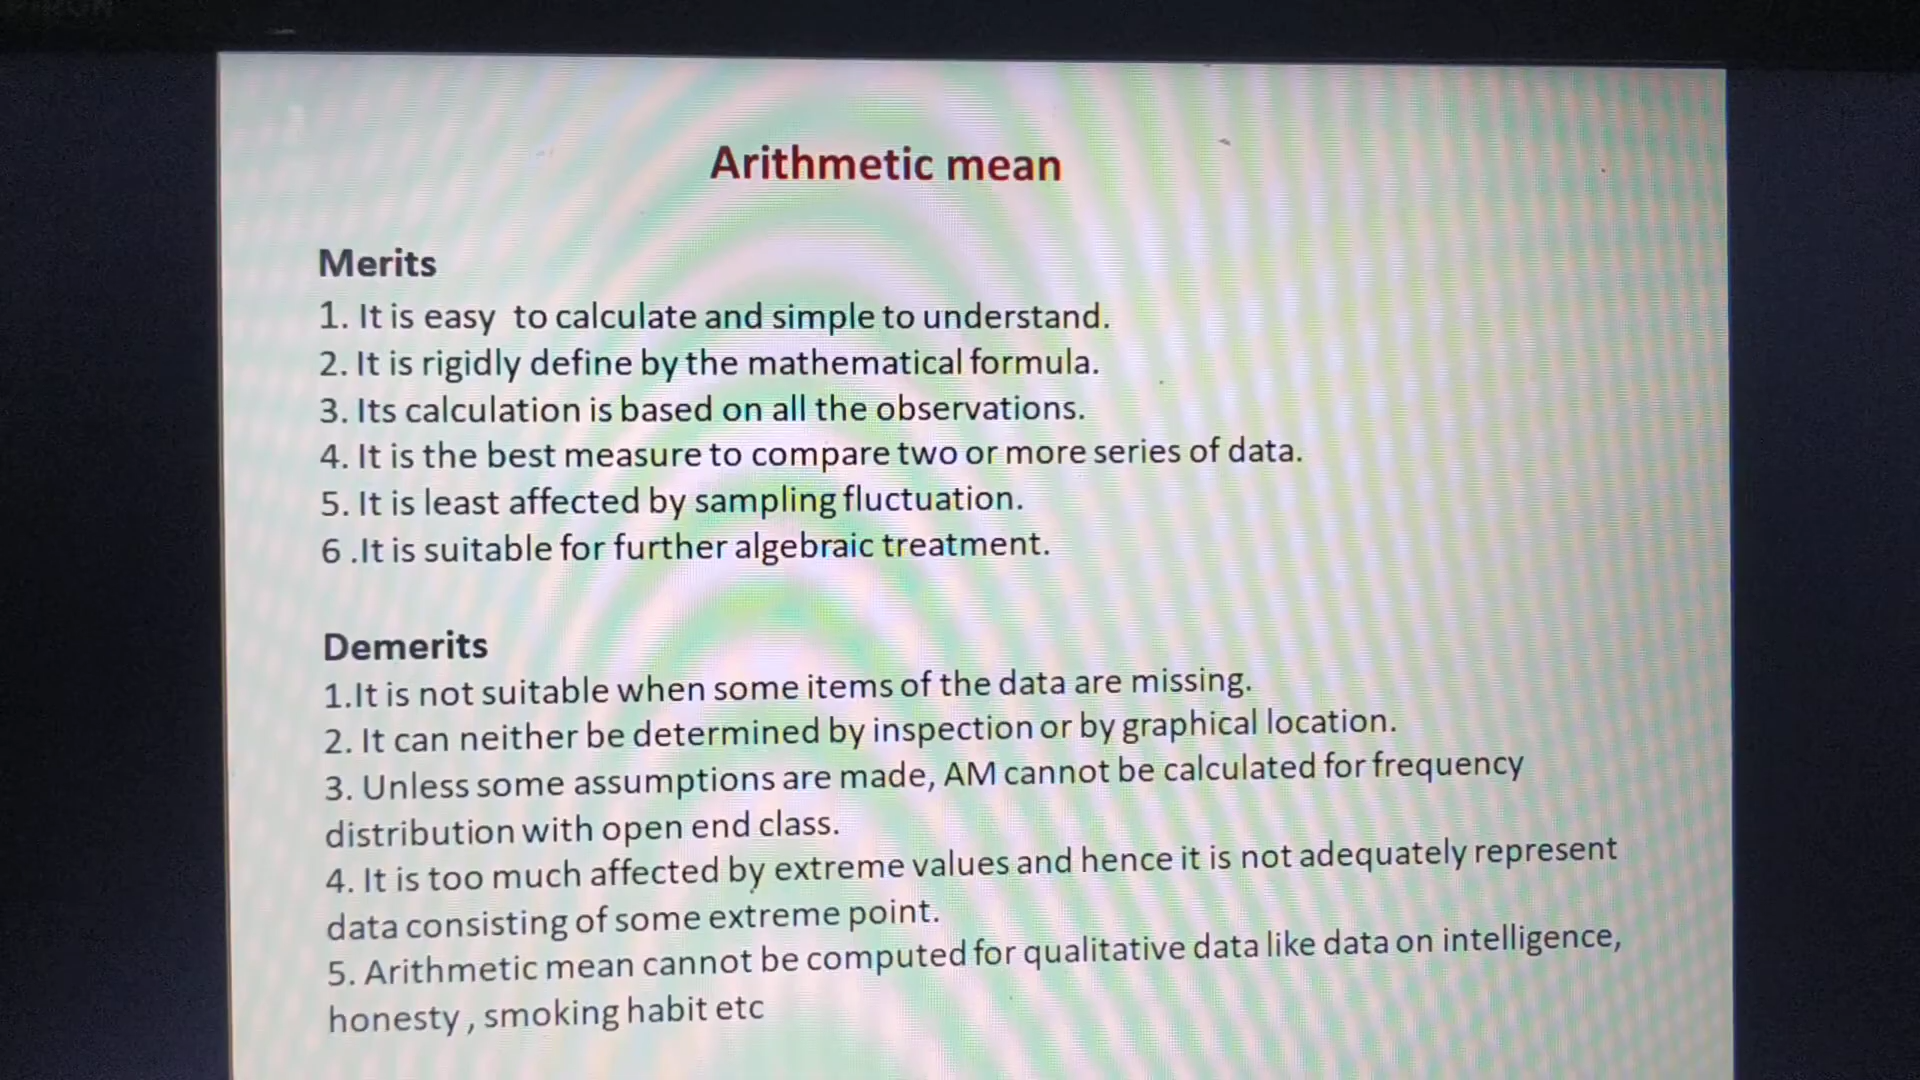 Arithmetic mean
Merits
1. It is easy to calculate and simple to understand.
2. It is rigidly define by the mathematical formula.
3. Its calculation is based on all the observations.
4. It is the best measure to compare two or more series of data.
5. It is least affected by sampling fluctuation.
6 .It is suitable for further algebraic treatment.
Demerits
1.It is not suitable when some items of the data are missing.
2. It can neither be determined by inspection or by graphical location.
3. Unless some assumptions are made, AM cannot be calculated for frequency
distribution with open end class.
4. It is too much affected by extreme values and hence it is not adequately represent
data consisting of some extreme point.
5. Arithmetic mean cannot be computed for qualitative data like data on intelligence,
honesty , smoking habit etc